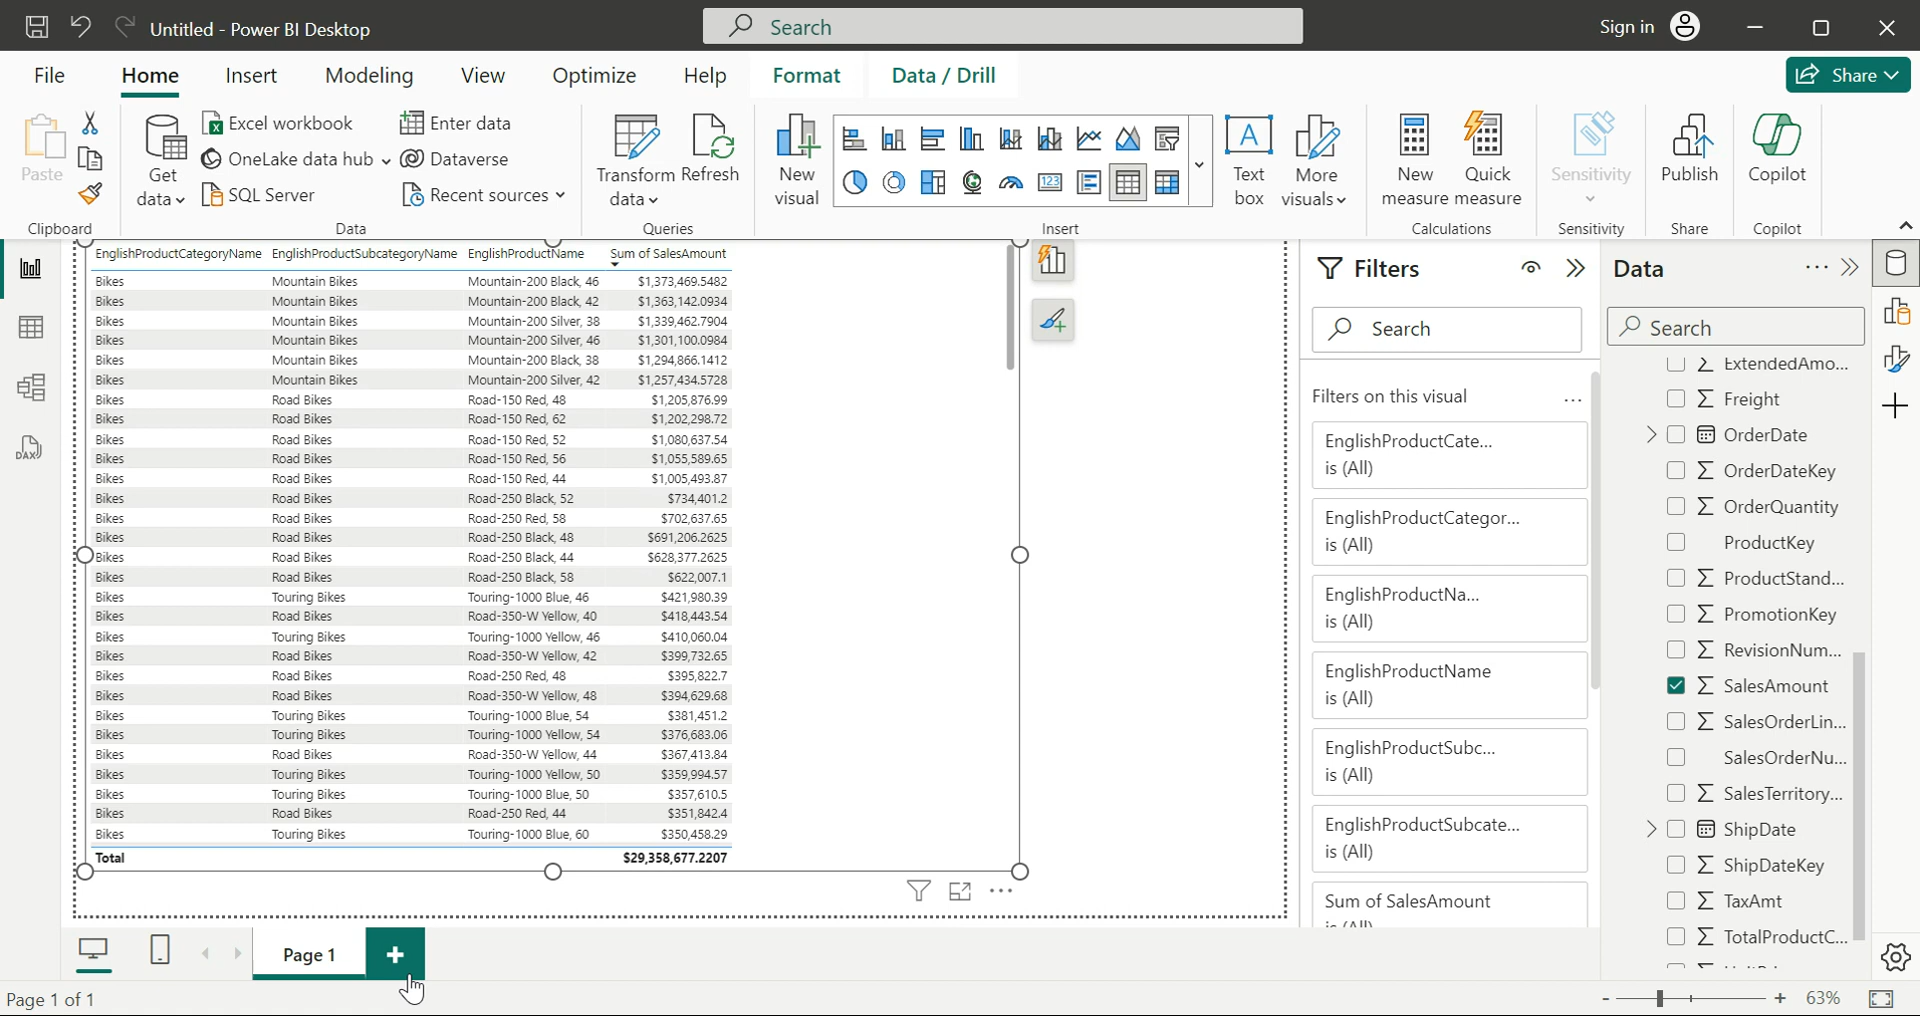 Untitled - Power BI Desktop
Search
Sign in
File Home Insert Modeling View Optimize Help Format Data / Drill
Share
Paste
Clipboard
Get data
Excel workbook
OneLake data hub
SQL Server
Enter data
Dataverse
Recent sources
Data
Transform data
Refresh
Queries
New visual
123
A
Text box
More visuals
Insert
New measure
Quick measure
Calculations
Sensitivity
Sensitivity
Publish
Share
Copilot
Copilot
DAX
EnglishProductCategoryName EnglishProductSubcategoryName EnglishProductName Sum of SalesAmount
Bikes Mountain Bikes Mountain-200 Black, 46 $1,373,469.5482
Bikes Mountain Bikes Mountain-200 Black, 42 $1,363,142.0934
Bikes Mountain Bikes Mountain-200 Silver, 38 $1,339,462.7904
Bikes Mountain Bikes Mountain-200 Silver, 46 $1,301,100.0984
Bikes Mountain Bikes Mountain-200 Black, 38 $1,294,866.1412
Bikes Mountain Bikes Mountain-200 Silver, 42 $1,257,434.5728
Bikes Road Bikes Road-150 Red, 48 $1,205,876.99
Bikes Road Bikes Road-150 Red, 62 $1,202,298.72
Bikes Road Bikes Road-150 Red, 52 $1,080,637.54
Bikes Road Bikes Road-150 Red, 56 $1,055,589.65
Bikes Road Bikes Road-150 Red, 44 $1,005,493.87
Bikes Road Bikes Road-250 Black, 52 $734,401.2
Bikes Road Bikes Road-250 Red, 58 $702,637.65
Bikes Road Bikes Road-250 Black, 48 $691,206.2625
Bikes Road Bikes Road-250 Black, 44 $628,377.2625
Bikes Road Bikes Road-250 Black, 58 $622,007.1
Bikes Touring Bikes Touring-1000 Blue, 46 $421,980.39
Bikes Road Bikes Road-350-W Yellow, 40 $418,443.54
Bikes Touring Bikes Touring-1000 Yellow, 46 $410,060.04
Bikes Road Bikes Road-350-W Yellow, 42 $399,732.65
Bikes Road Bikes Road-250 Red, 48 $395,822.7
Bikes Road Bikes Road-350-W Yellow, 48 $394,629.68
Bikes Touring Bikes Touring-1000 Blue, 54 $381,451.2
Bikes Touring Bikes Touring-1000 Yellow, 54 $376,683.06
Bikes Road Bikes Road-350-W Yellow, 44 $367,413.84
Bikes Touring Bikes Touring-1000 Yellow, 50 $359,994.57
Bikes Touring Bikes Touring-1000 Blue, 50 $357,610.5
Bikes Road Bikes Road-250 Red, 44 $351,842.4
Bikes Touring Bikes Touring-1000 Blue, 60 $350,458.29
Total $29,358,677.2207
Filters
Search
Filters on this visual ...
EnglishProductCate...
is (All)
EnglishProductCategor...
is (All)
EnglishProductNa...
is (All)
EnglishProductName
is (All)
EnglishProductSubc...
is (All)
EnglishProductSubcate...
is (All)
Sum of SalesAmount
is (All)
Data
Search
ExtendedAmo...
Freight
OrderDate
OrderDateKey
OrderQuantity
ProductKey
ProductStand...
PromotionKey
RevisionNum...
SalesAmount
SalesOrderLin...
SalesOrderNu...
SalesTerritory...
ShipDate
ShipDateKey
TaxAmt
TotalProductC...
Page 1
Page 1 of 1
- + 63%